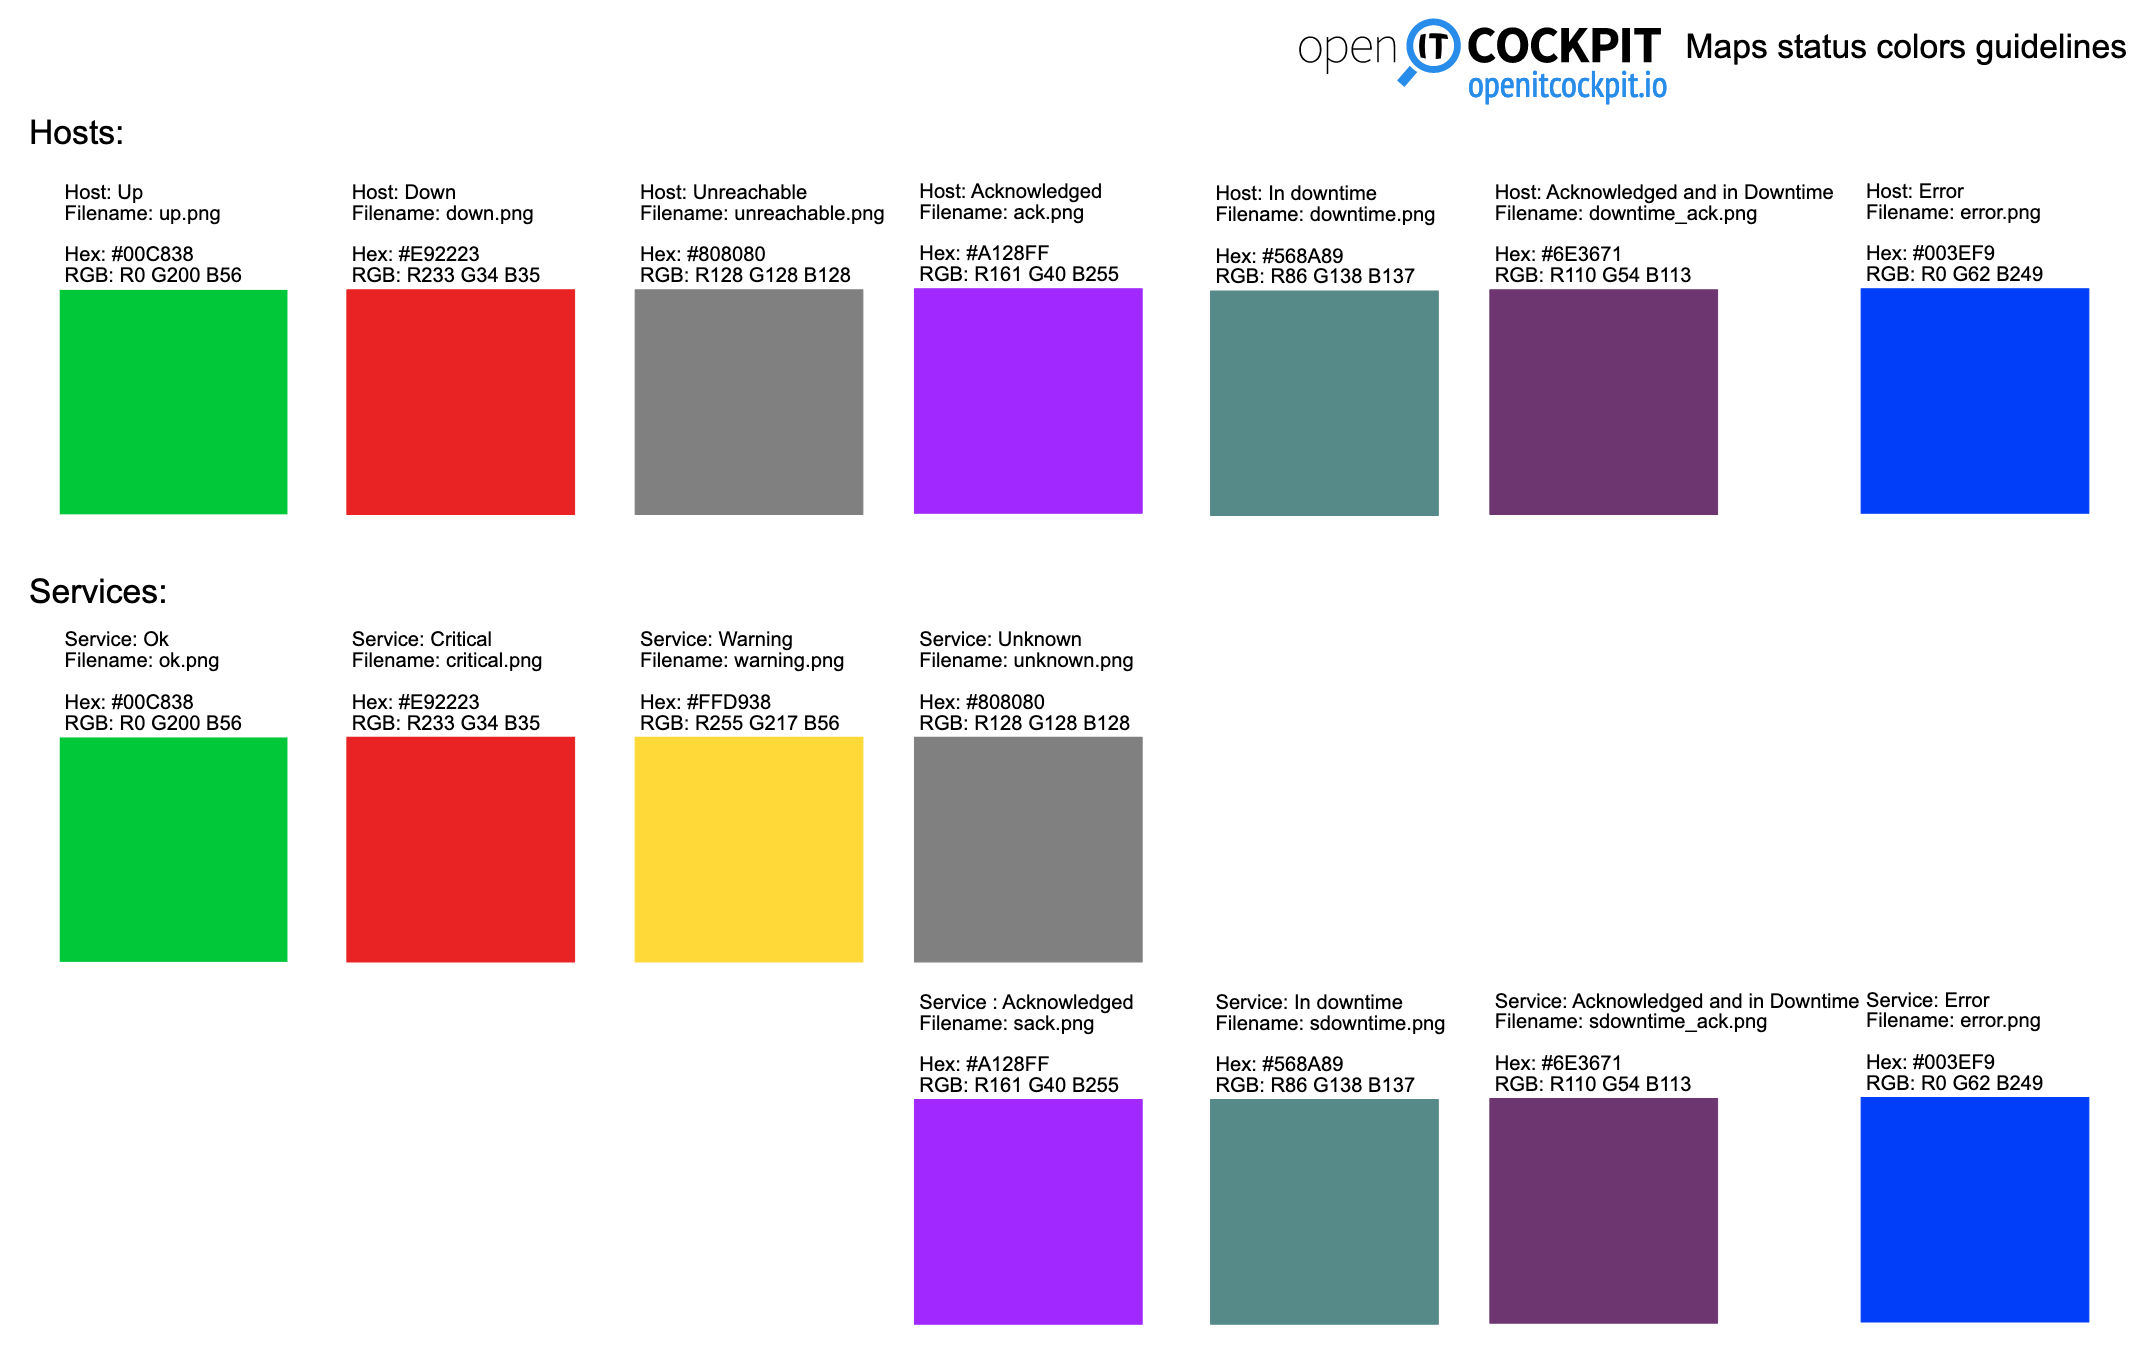 open IT COCKPIT Maps status colors guidelines
openitcockpit.io
Hosts:
Host: Up
Filename: up.png
Hex: #00C838
RGB: R0 G200 B56
Host: Down
Filename: down.png
Hex: #E92223
RGB: R233 G34 B35
Host: Unreachable
Filename: unreachable.png
Hex: #808080
RGB: R128 G128 B128
Host: Acknowledged
Filename: ack.png
Hex: #A128FF
RGB: R161 G40 B255
Host: In downtime
Filename: downtime.png
Hex: #568A89
RGB: R86 G138 B137
Host: Acknowledged and in Downtime
Filename: downtime_ack.png
Hex: #6E3671
RGB: R110 G54 B113
Host: Error
Filename: error.png
Hex: #003EF9
RGB: R0 G62 B249
Services:
Service: Ok
Filename: ok.png
Hex: #00C838
RGB: R0 G200 B56
Service: Critical
Filename: critical.png
Hex: #E92223
RGB: R233 G34 B35
Service: Warning
Filename: warning.png
Hex: #FFD938
RGB: R255 G217 B56
Service: Unknown
Filename: unknown.png
Hex: #808080
RGB: R128 G128 B128
Service : Acknowledged
Filename: sack.png
Hex: #A128FF
RGB: R161 G40 B255
Service: In downtime
Filename: sdowntime.png
Hex: #568A89
RGB: R86 G138 B137
Service: Acknowledged and in Downtime
Filename: sdowntime_ack.png
Hex: #6E3671
RGB: R110 G54 B113
Service: Error
Filename: error.png
Hex: #003EF9
RGB: R0 G62 B249